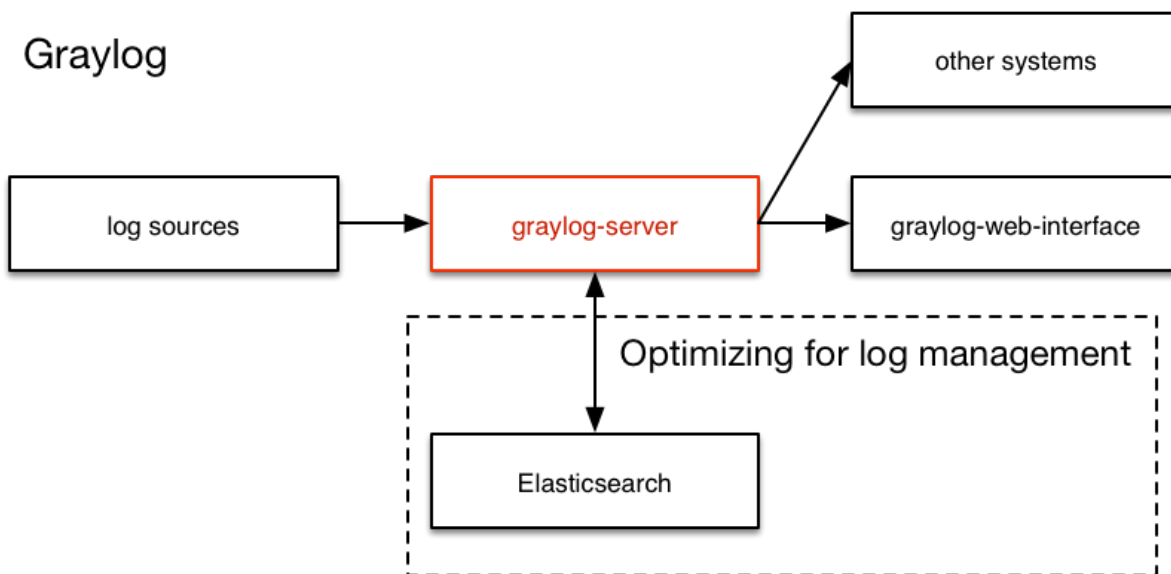 Graylog
other systems
log sources
graylog-server
graylog-web-interface
Optimizing for log management
Elasticsearch